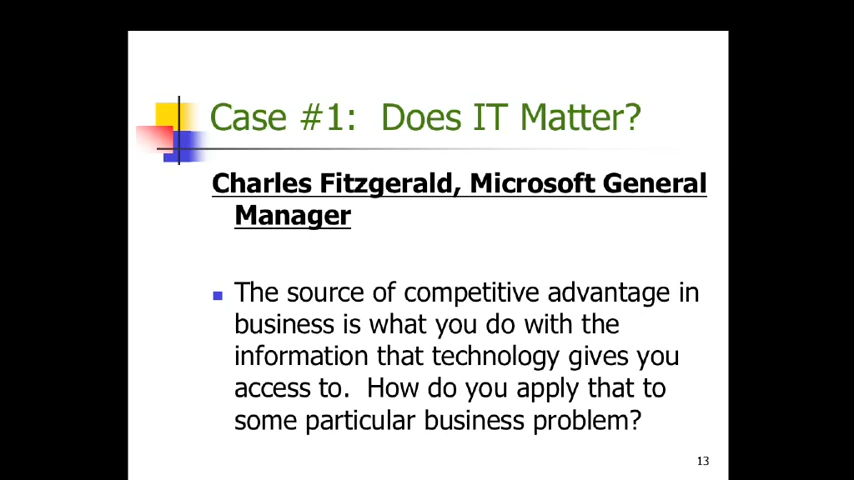 Case #1: Does IT Matter?
Charles Fitzgerald, Microsoft General
Manager
The source of competitive advantage in
business is what you do with the
information that technology gives you
access to. How do you apply that to
some particular business problem?
13